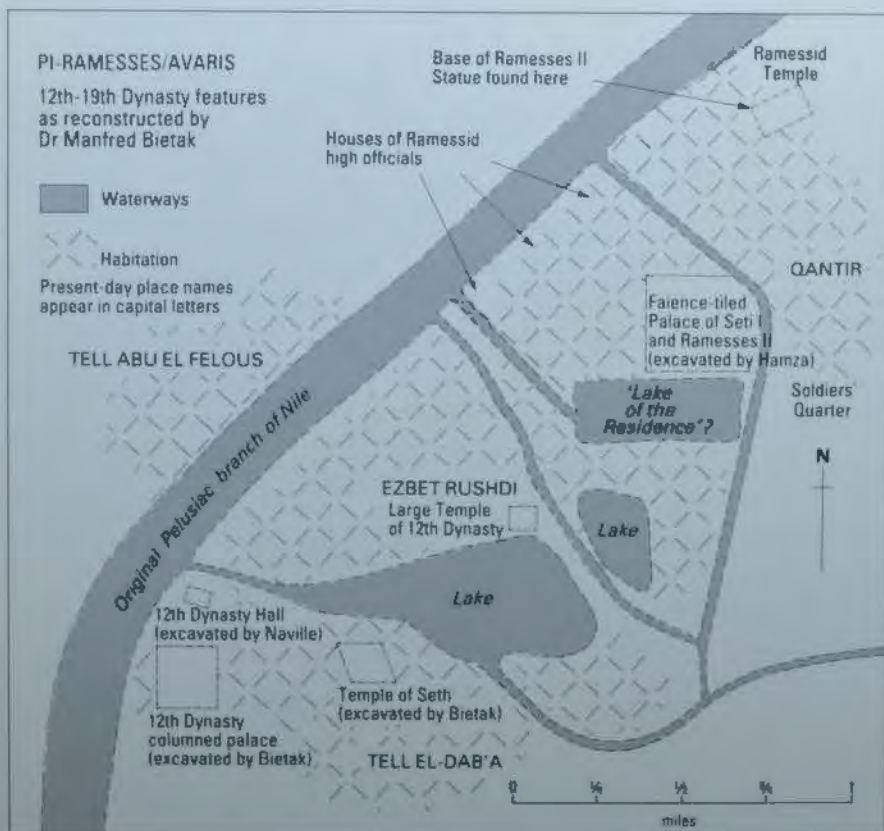 PI-RAMESSES/AVARIS
12th-19th Dynasty features
as reconstructed by
Dr Manfred Bietak
Waterways
Habitation
Present-day place names
appear in capital letters
Base of Ramesses II
Statue found here
Ramessid
Temple
Houses of Ramessid
high officials
QANTIR
Faience-tiled
Palace of Seti I
and Ramesses II
(excavated by Hamza)
TELL ABU EL FELOUS
Soldiers'
Quarter
'Lake
of the
Residence'?
N
Original Pelusiac branch of Nile
EZBET RUSHDI
Large Temple
of 12th Dynasty
Lake
Lake
12th Dynasty Hall
(excavated by Naville)
Temple of Seth
(excavated by Bietak)
12th Dynasty
columned palace
(excavated by Bietak)
TELL EL-DAB'A
0 ½ 1
miles